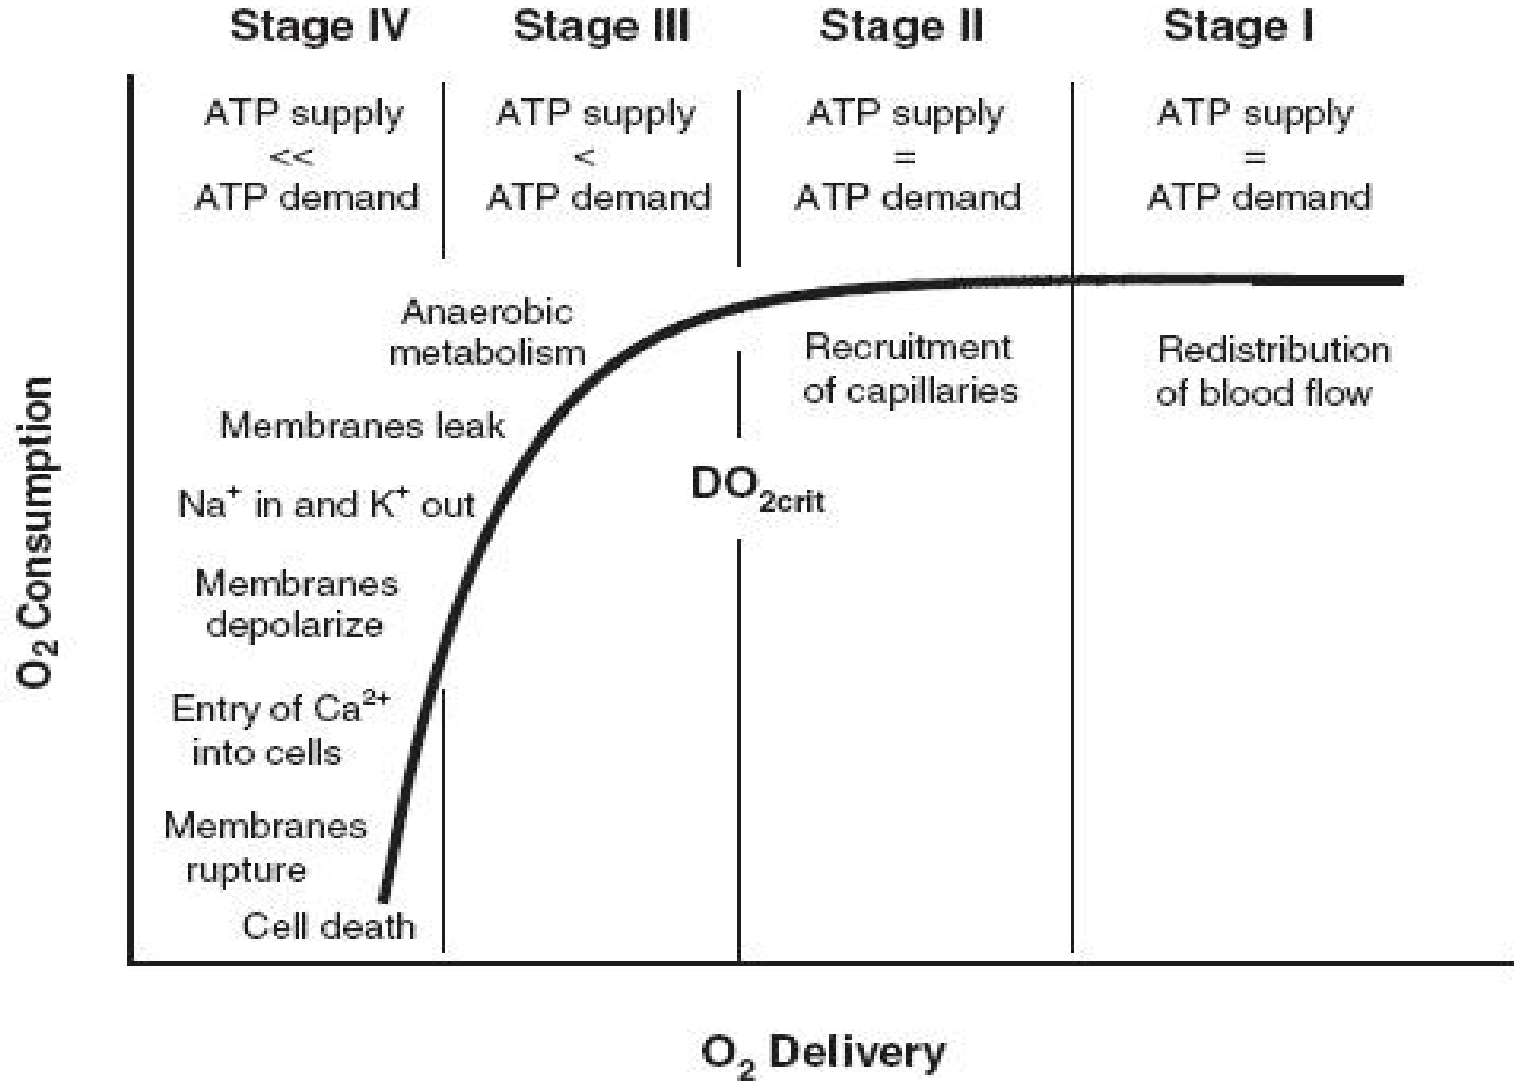 Stage IV
Stage III
Stage II
Stage I
ATP supply
<<
ATP demand
ATP supply
<
ATP demand
ATP supply
=
ATP demand
ATP supply
=
ATP demand
Anaerobic
metabolism
Membranes leak
Na⁺ in and K⁺ out
Membranes
depolarize
Entry of Ca²⁺
into cells
Membranes
rupture
Cell death
DO₂crit
Recruitment
of capillaries
Redistribution
of blood flow
O₂ Consumption
O₂ Delivery